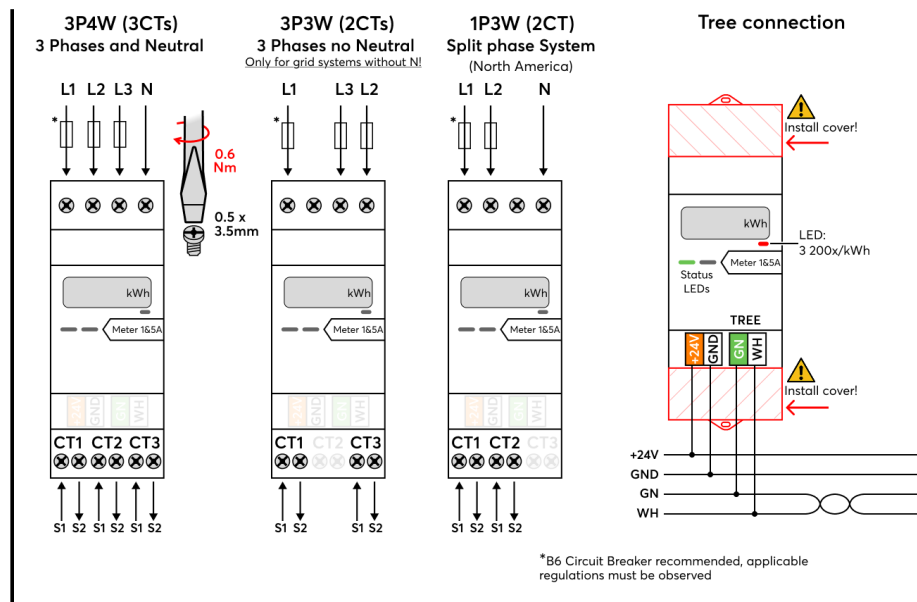 3P4W (3CTs)
3 Phases and Neutral
L1 L2 L3 N
*
0.6
Nm
0.5 x
3.5mm
kWh
Meter 1&5A
+24V GND GN WH
CT1 CT2 CT3
S1 S2 S1 S2 S1 S2
3P3W (2CTs)
3 Phases no Neutral
Only for grid systems without N!
L1 L3 L2
*
kWh
Meter 1&5A
+24V GND GN WH
CT1 CT2 CT3
S1 S2 S1 S2
1P3W (2CT)
Split phase System
(North America)
L1 L2 N
*
kWh
Meter 1&5A
+24V GND GN WH
CT1 CT2 CT3
S1 S2 S1 S2
Tree connection
Install cover!
kWh
LED:
3 200x/kWh
Meter 1&5A
Status
LEDs
TREE
+24V GND GN WH
Install cover!
+24V
GND
GN
WH
*B6 Circuit Breaker recommended, applicable
regulations must be observed